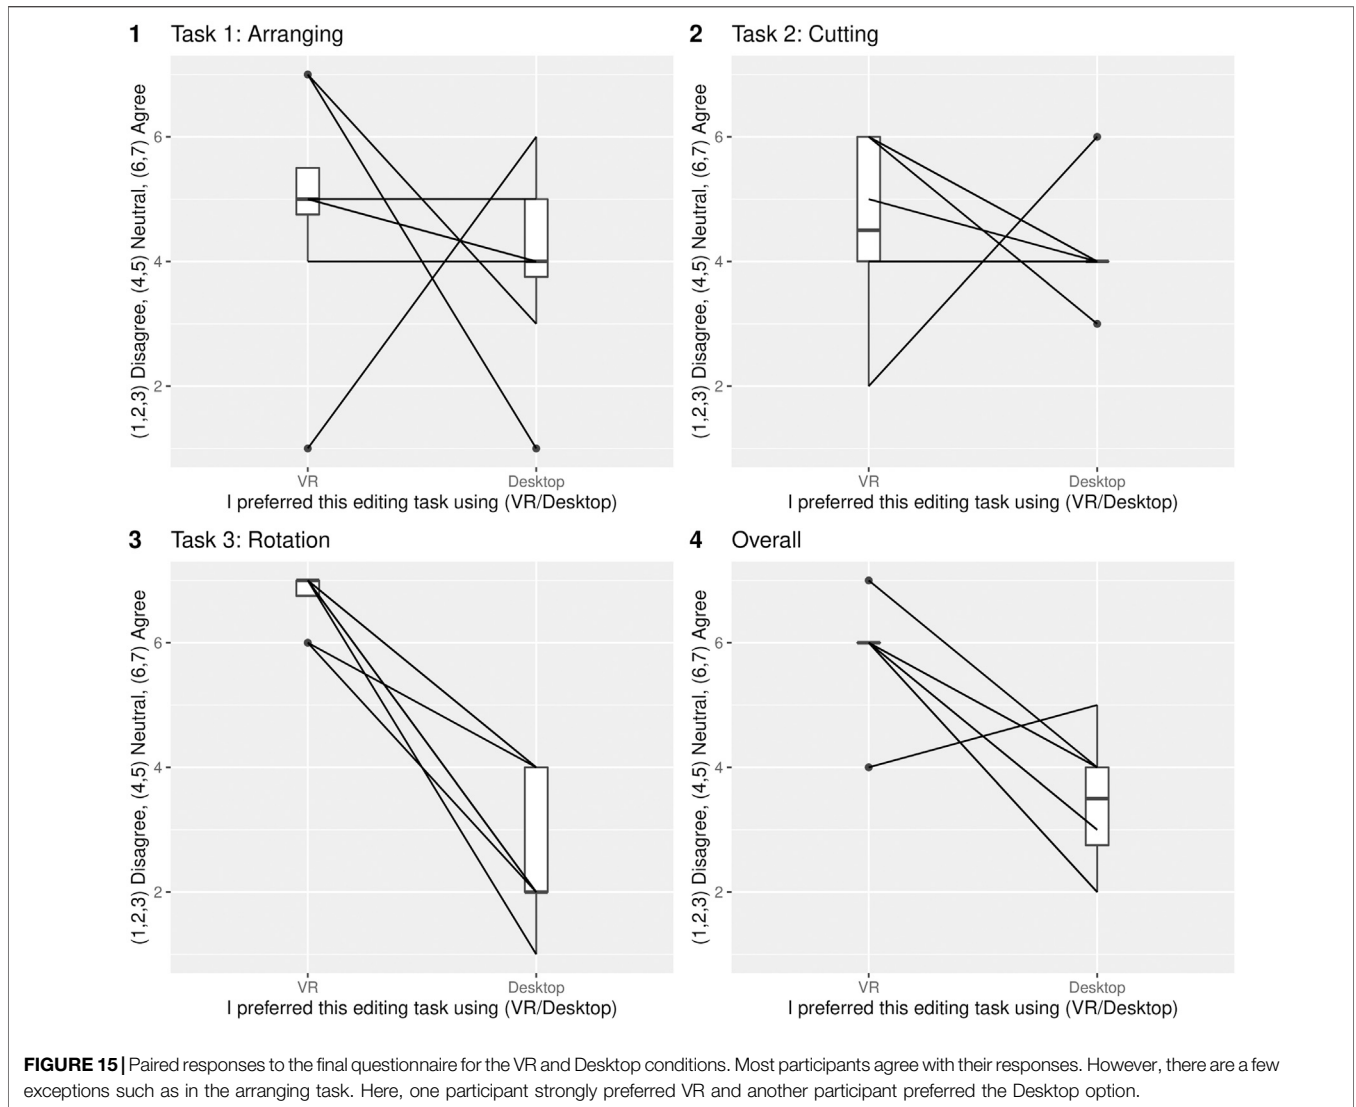 1 Task 1: Arranging
(1,2,3) Disagree, (4,5) Neutral, (6,7) Agree
6
4
2
VR Desktop
I preferred this editing task using (VR/Desktop)
2 Task 2: Cutting
(1,2,3) Disagree, (4,5) Neutral, (6,7) Agree
6
4
2
VR Desktop
I preferred this editing task using (VR/Desktop)
3 Task 3: Rotation
(1,2,3) Disagree, (4,5) Neutral, (6,7) Agree
6
4
2
VR Desktop
I preferred this editing task using (VR/Desktop)
4 Overall
(1,2,3) Disagree, (4,5) Neutral, (6,7) Agree
6
4
2
VR Desktop
I preferred this editing task using (VR/Desktop)
FIGURE 15 | Paired responses to the final questionnaire for the VR and Desktop conditions. Most participants agree with their responses. However, there are a few
exceptions such as in the arranging task. Here, one participant strongly preferred VR and another participant preferred the Desktop option.